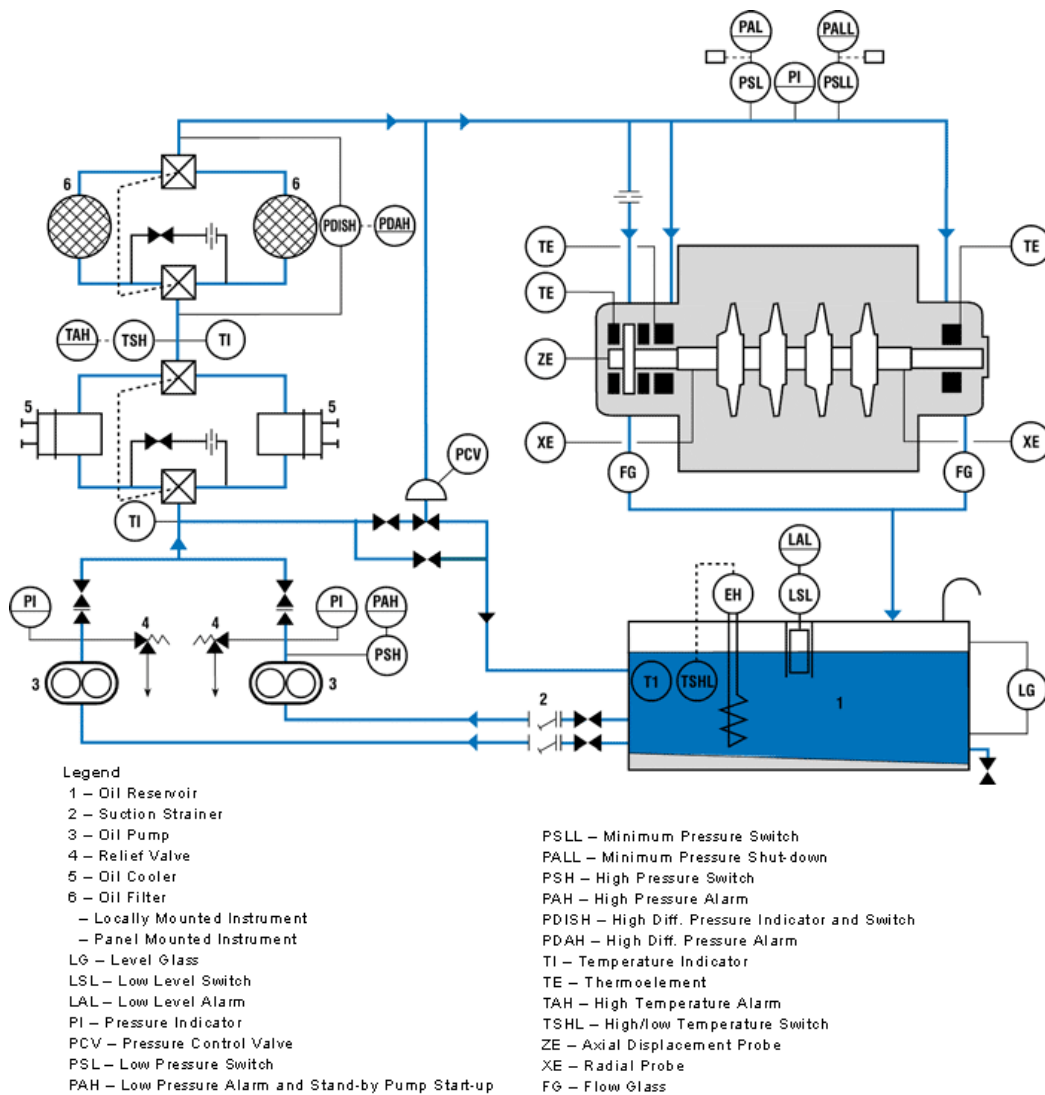 PAL
PALL
PSL
PI
PSLL
6
6
PDISH
PDAH
TE
TE
TE
TAH
TSH
TI
ZE
5
5
XE
XE
PCV
FG
FG
TI
LAL
PI
4
4
PI
PAH
EH
LSL
PSH
3
3
T1
TSHL
2
1
LG
Legend
1 – Oil Reservoir
2 – Suction Strainer
3 – Oil Pump
4 – Relief Valve
5 – Oil Cooler
6 – Oil Filter
– Locally Mounted Instrument
– Panel Mounted Instrument
LG – Level Glass
LSL – Low Level Switch
LAL – Low Level Alarm
PI – Pressure Indicator
PCV – Pressure Control Valve
PSL – Low Pressure Switch
PAH – Low Pressure Alarm and Stand-by Pump Start-up
PSLL – Minimum Pressure Switch
PALL – Minimum Pressure Shut-down
PSH – High Pressure Switch
PAH – High Pressure Alarm
PDISH – High Diff. Pressure Indicator and Switch
PDAH – High Diff. Pressure Alarm
TI – Temperature Indicator
TE – Thermoelement
TAH – High Temperature Alarm
TSHL – High/low Temperature Switch
ZE – Axial Displacement Probe
XE – Radial Probe
FG – Flow Glass